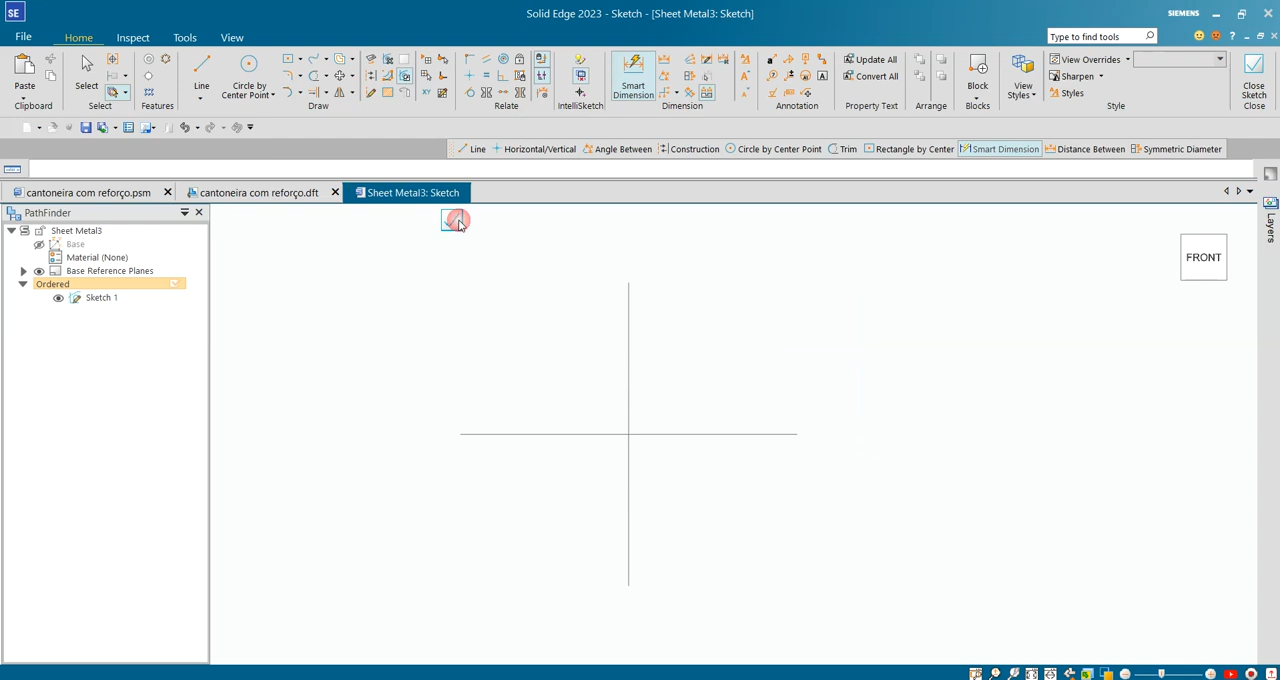 SE
Solid Edge 2023 - Sketch - [Sheet Metal3: Sketch]
SIEMENS
File Home Inspect Tools View
Type to find tools
Paste
Clipboard
Select
Select
Features
Line
Circle by
Center Point
Draw
Relate
IntelliSketch
Smart
Dimension
Dimension
Annotation
Update All
Convert All
Property Text
Arrange
Block
Blocks
View
Styles
View Overrides
Sharpen
Styles
Style
Close
Sketch
Close
Line Horizontal/Vertical Angle Between Construction Circle by Center Point Trim Rectangle by Center Smart Dimension Distance Between Symmetric Diameter
cantoneira com reforço.psm
cantoneira com reforço.dft
Sheet Metal3: Sketch
PathFinder
Sheet Metal3
Base
Material (None)
Base Reference Planes
Ordered
Sketch 1
FRONT
Layers